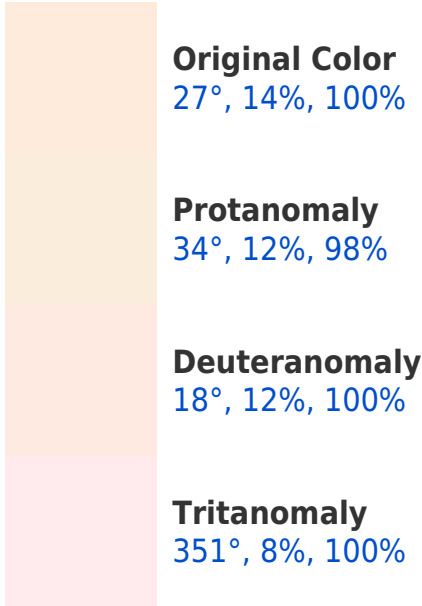 Original Color
27°, 14%, 100%
Protanomaly
34°, 12%, 98%
Deuteranomaly
18°, 12%, 100%
Tritanomaly
351°, 8%, 100%